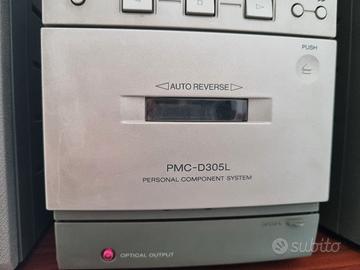 PUSH
AUTO REVERSE
PMC-D305L
PERSONAL COMPONENT SYSTEM
OPTICAL OUTPUT
subito